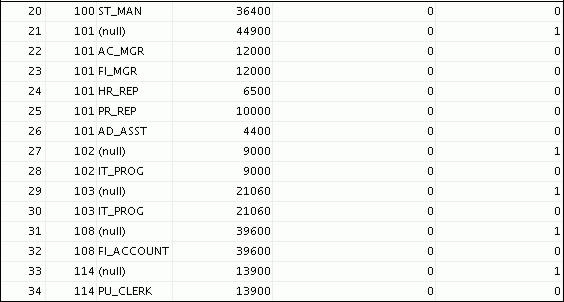 20 100 ST_MAN 36400 0 0
21 101 (null) 44900 0 1
22 101 AC_MGR 12000 0 0
23 101 FI_MGR 12000 0 0
24 101 HR_REP 6500 0 0
25 101 PR_REP 10000 0 0
26 101 AD_ASST 4400 0 0
27 102 (null) 9000 0 1
28 102 IT_PROG 9000 0 0
29 103 (null) 21060 0 1
30 103 IT_PROG 21060 0 0
31 108 (null) 39600 0 1
32 108 FI_ACCOUNT 39600 0 0
33 114 (null) 13900 0 1
34 114 PU_CLERK 13900 0 0